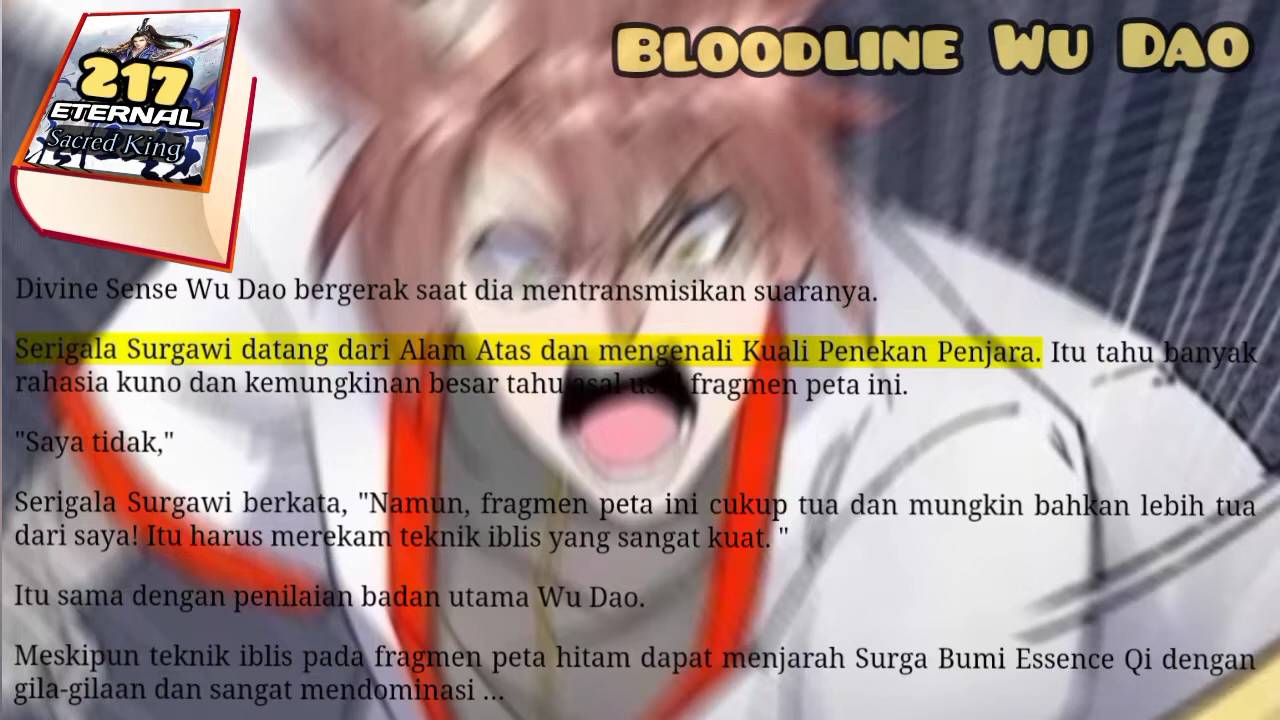 217
ETERNAL
Sacred King
BLOODLINE WU DAO
Divine Sense Wu Dao bergerak saat dia mentransmisikan suaranya.
Serigala Surgawi datang dari Alam Atas dan mengenali Kuali Penekan Penjara. Itu tahu banyak
rahasia kuno dan kemungkinan besar tahu asal usul fragmen peta ini.
"Saya tidak,"
Serigala Surgawi berkata, "Namun, fragmen peta ini cukup tua dan mungkin bahkan lebih tua
dari saya! Itu harus merekam teknik iblis yang sangat kuat. "
Itu sama dengan penilaian badan utama Wu Dao.
Meskipun teknik iblis pada fragmen peta hitam dapat menjarah Surga Bumi Essence Qi dengan
gila-gilaan dan sangat mendominasi ...